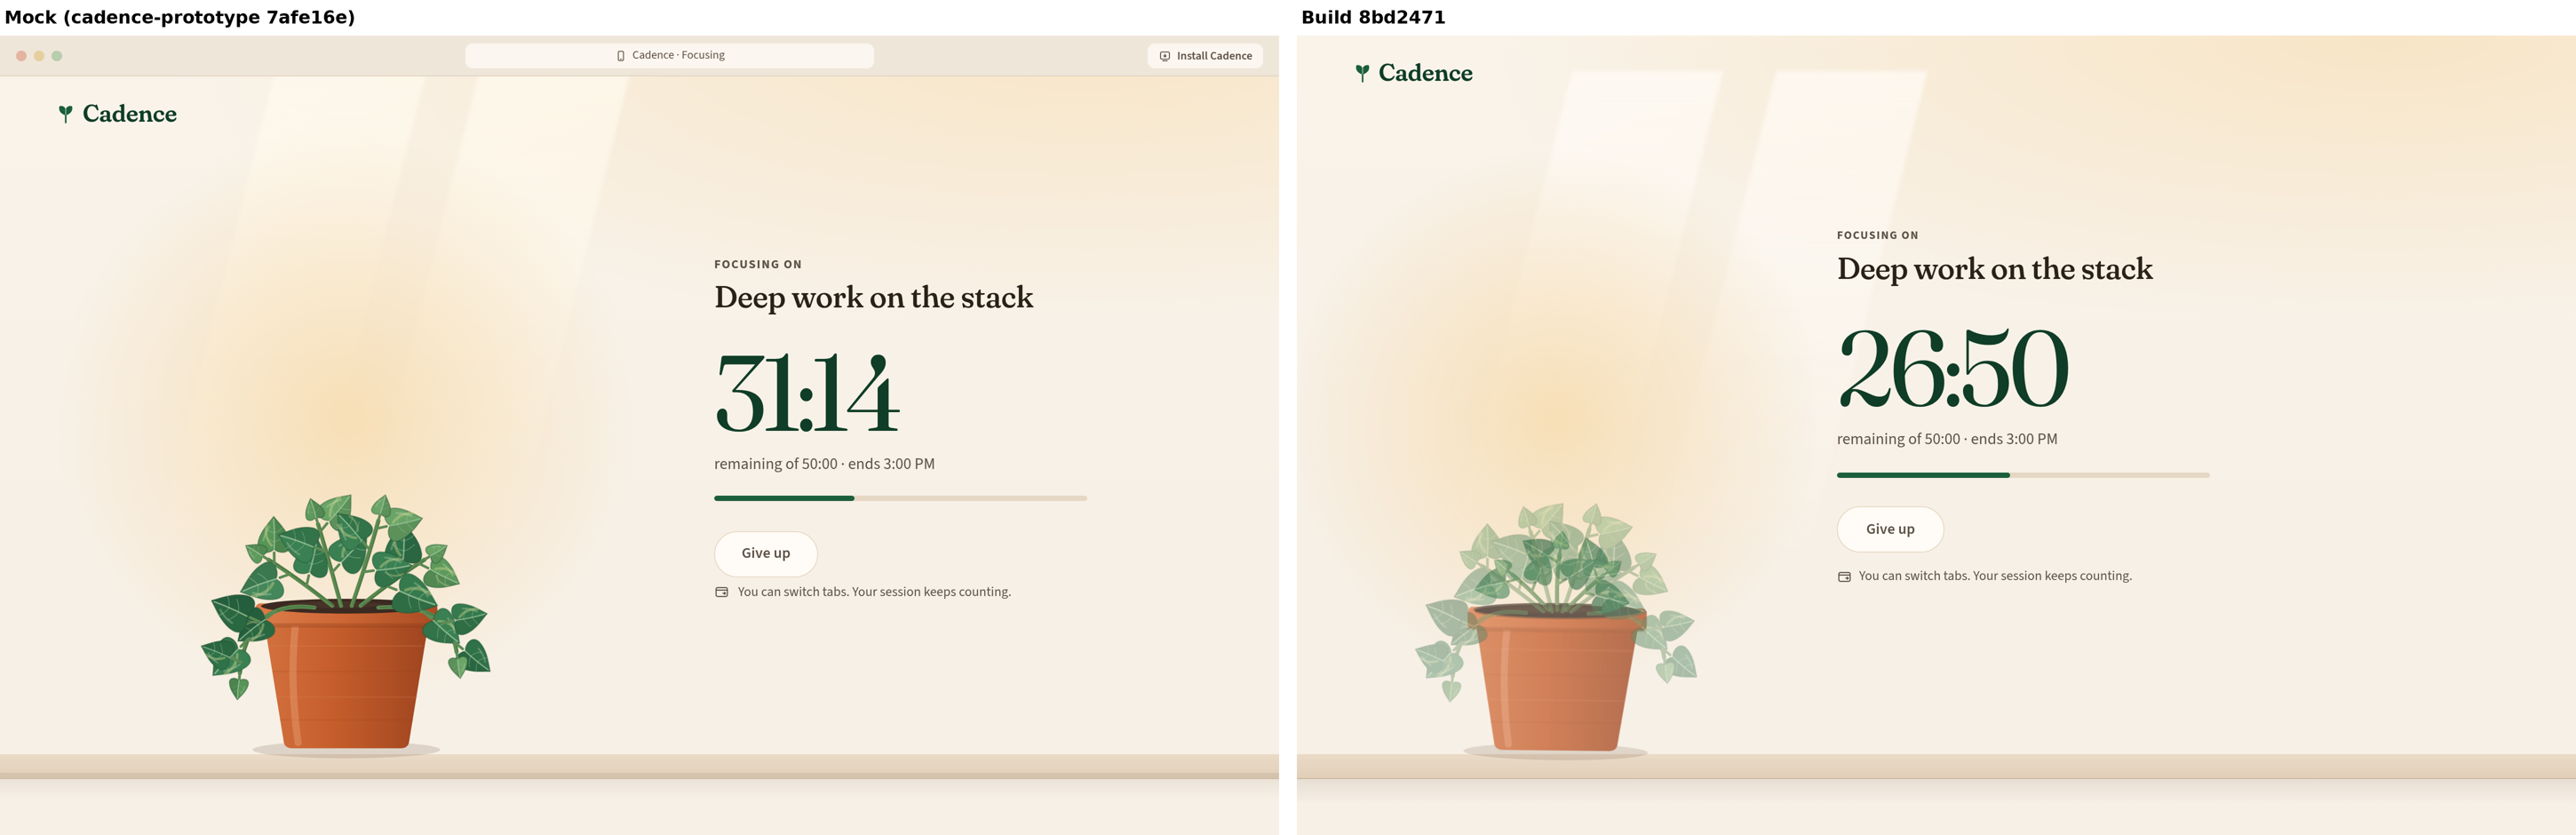 Mock (cadence-prototype 7afe16e)
Cadence · Focusing
Install Cadence
Cadence
FOCUSING ON
Deep work on the stack
31:14
remaining of 50:00 · ends 3:00 PM
Give up
You can switch tabs. Your session keeps counting.
Build 8bd2471
Cadence
FOCUSING ON
Deep work on the stack
26:50
remaining of 50:00 · ends 3:00 PM
Give up
You can switch tabs. Your session keeps counting.